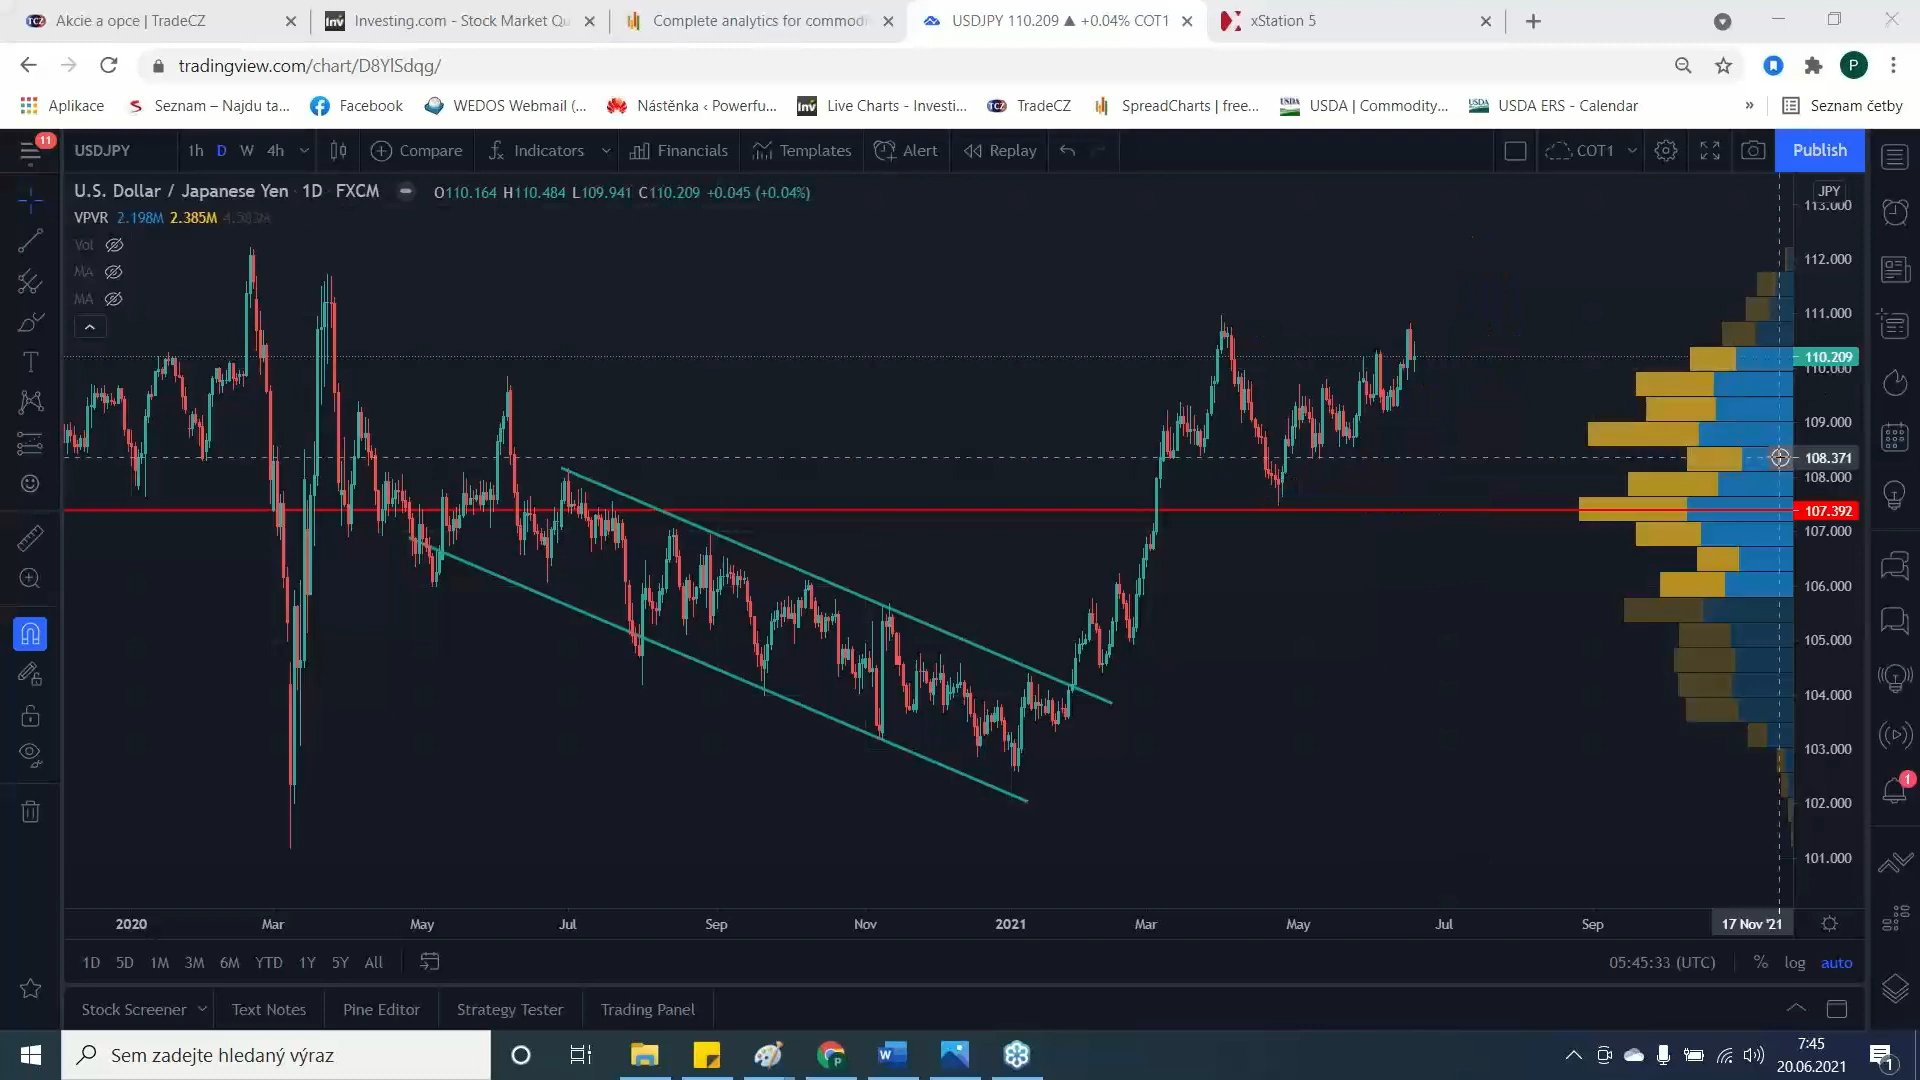 Akcie a opce | TradeCZ
Investing.com - Stock Market Qu
Complete analytics for commodi
USDJPY 110.209 ▲ +0.04% COT1
xStation 5
tradingview.com/chart/D8YlSdqg/
P
Aplikace
Seznam – Najdu ta...
Facebook
WEDOS Webmail (...
Nástěnka ‹ Powerfu...
Live Charts - Investi...
TradeCZ
SpreadCharts | free...
USDA | Commodity...
USDA ERS - Calendar
»
Seznam četby
11
USDJPY
1h D W 4h
Compare
Indicators
Financials
Templates
Alert
Replay
COT1
Publish
U.S. Dollar / Japanese Yen 1D FXCM
O110.164 H110.484 L109.941 C110.209 +0.045 (+0.04%)
VPVR 2.198M 2.385M 4.583M
Vol
MA
MA
JPY
113.000
112.000
111.000
110.209
110.000
109.000
108.371
108.000
107.392
107.000
106.000
105.000
104.000
103.000
102.000
101.000
1
2020 Mar May Jul Sep Nov 2021 Mar May Jul Sep 17 Nov '21
1D 5D 1M 3M 6M YTD 1Y 5Y All
05:45:33 (UTC) % log auto
Stock Screener Text Notes Pine Editor Strategy Tester Trading Panel
Sem zadejte hledaný výraz
7:45
20.06.2021
1